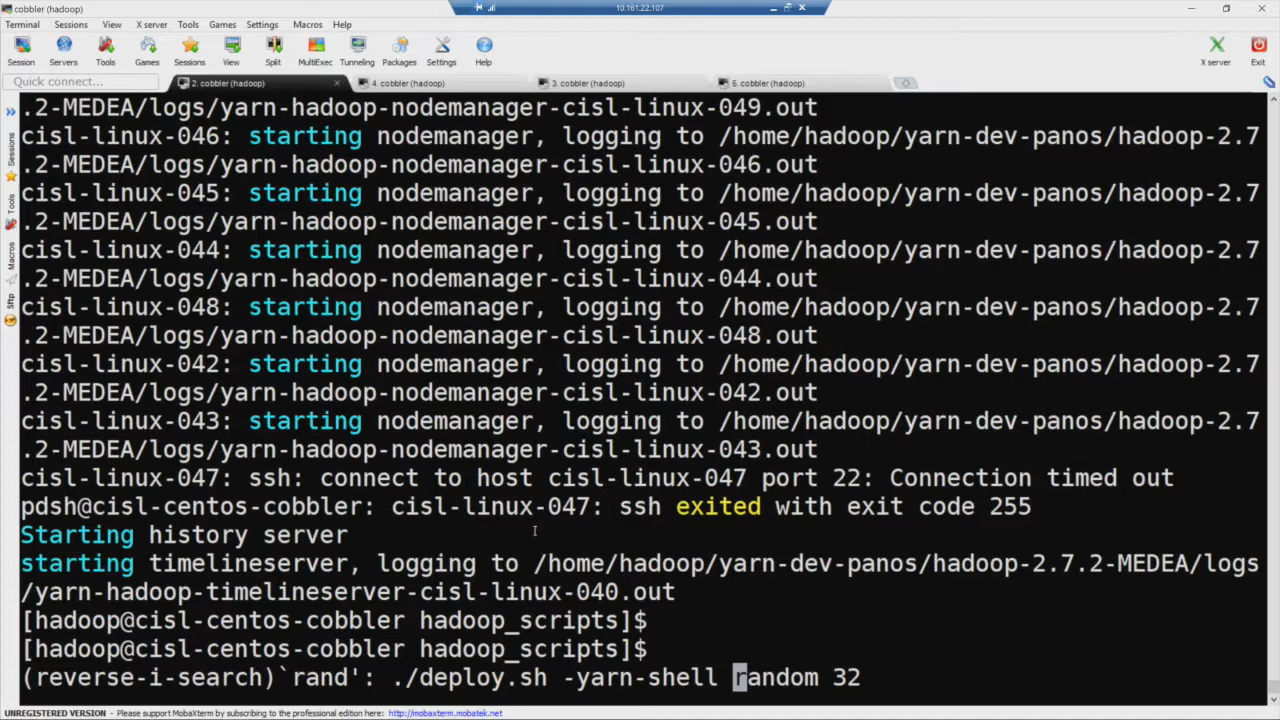 cobbler (hadoop)
10.161.22.107
Terminal Sessions View X server Tools Games Settings Macros Help
Session Servers Tools Games Sessions View Split MultiExec Tunneling Packages Settings Help X server Exit
Quick connect... 2. cobbler (hadoop) 4. cobbler (hadoop) 3. cobbler (hadoop) 5. cobbler (hadoop)
Sessions
Tools
Macros
Sftp
.2-MEDEA/logs/yarn-hadoop-nodemanager-cisl-linux-049.out
cisl-linux-046: starting nodemanager, logging to /home/hadoop/yarn-dev-panos/hadoop-2.7
.2-MEDEA/logs/yarn-hadoop-nodemanager-cisl-linux-046.out
cisl-linux-045: starting nodemanager, logging to /home/hadoop/yarn-dev-panos/hadoop-2.7
.2-MEDEA/logs/yarn-hadoop-nodemanager-cisl-linux-045.out
cisl-linux-044: starting nodemanager, logging to /home/hadoop/yarn-dev-panos/hadoop-2.7
.2-MEDEA/logs/yarn-hadoop-nodemanager-cisl-linux-044.out
cisl-linux-048: starting nodemanager, logging to /home/hadoop/yarn-dev-panos/hadoop-2.7
.2-MEDEA/logs/yarn-hadoop-nodemanager-cisl-linux-048.out
cisl-linux-042: starting nodemanager, logging to /home/hadoop/yarn-dev-panos/hadoop-2.7
.2-MEDEA/logs/yarn-hadoop-nodemanager-cisl-linux-042.out
cisl-linux-043: starting nodemanager, logging to /home/hadoop/yarn-dev-panos/hadoop-2.7
.2-MEDEA/logs/yarn-hadoop-nodemanager-cisl-linux-043.out
cisl-linux-047: ssh: connect to host cisl-linux-047 port 22: Connection timed out
pdsh@cisl-centos-cobbler: cisl-linux-047: ssh exited with exit code 255
Starting history server
starting timelineserver, logging to /home/hadoop/yarn-dev-panos/hadoop-2.7.2-MEDEA/logs
/yarn-hadoop-timelineserver-cisl-linux-040.out
[hadoop@cisl-centos-cobbler hadoop_scripts]$
[hadoop@cisl-centos-cobbler hadoop_scripts]$
(reverse-i-search)`rand': ./deploy.sh -yarn-shell random 32
UNREGISTERED VERSION - Please support MobaXterm by subscribing to the professional edition here: http://mobaxterm.mobatek.net